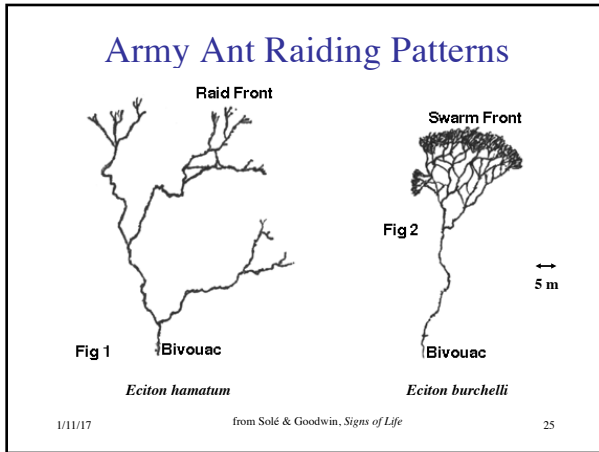 Army Ant Raiding Patterns
Raid Front
Swarm Front
Fig 2
5 m
Fig 1
Bivouac
Bivouac
Eciton hamatum
Eciton burchelli
1/11/17
from Solé & Goodwin, Signs of Life
25